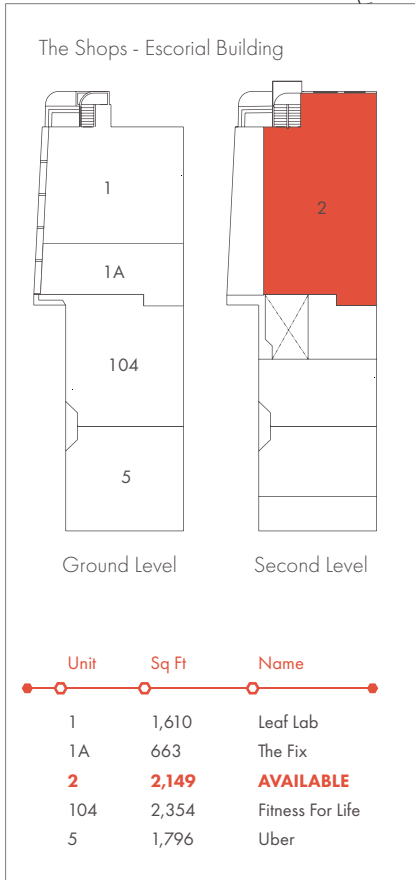 The Shops - Escorial Building
1
2
1A
104
5
Ground Level
Second Level
Unit Sq Ft Name
1 1,610 Leaf Lab
1A 663 The Fix
2 2,149 AVAILABLE
104 2,354 Fitness For Life
5 1,796 Uber